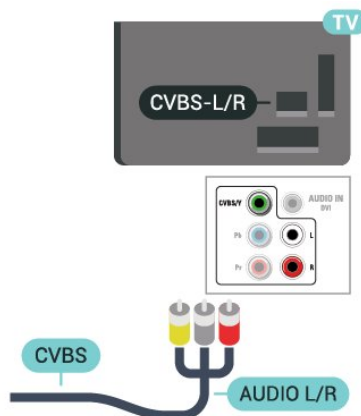 TV
CVBS-L/R
CVBS/Y
AUDIO IN
DVI
Pb
L
Pr
R
CVBS
AUDIO L/R